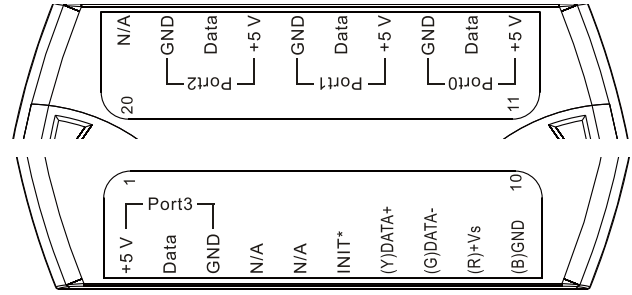 N/A
GND
Data
+5 V
GND
Data
+5 V
GND
Data
+5 V
Port2
Port1
Port0
20
11
1
10
Port3
+5 V
Data
GND
N/A
N/A
INIT*
(Y)DATA+
(G)DATA-
(R)+Vs
(B)GND